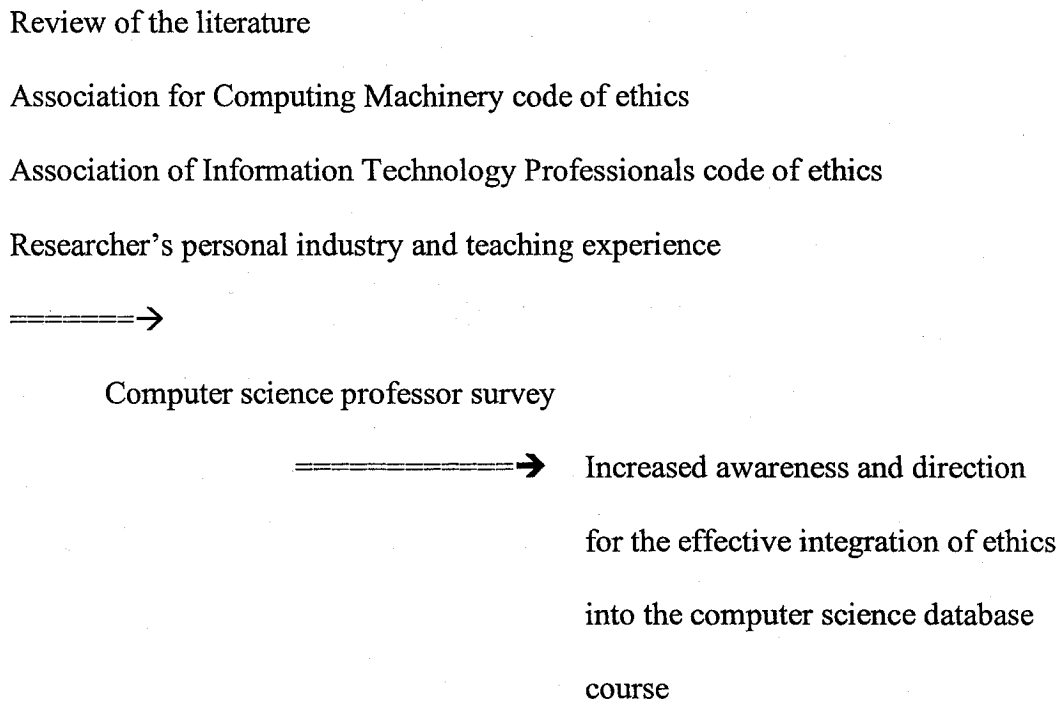 Review of the literature
Association for Computing Machinery code of ethics
Association of Information Technology Professionals code of ethics
Researcher's personal industry and teaching experience
=======→
Computer science professor survey
============➔ Increased awareness and direction
for the effective integration of ethics
into the computer science database
course